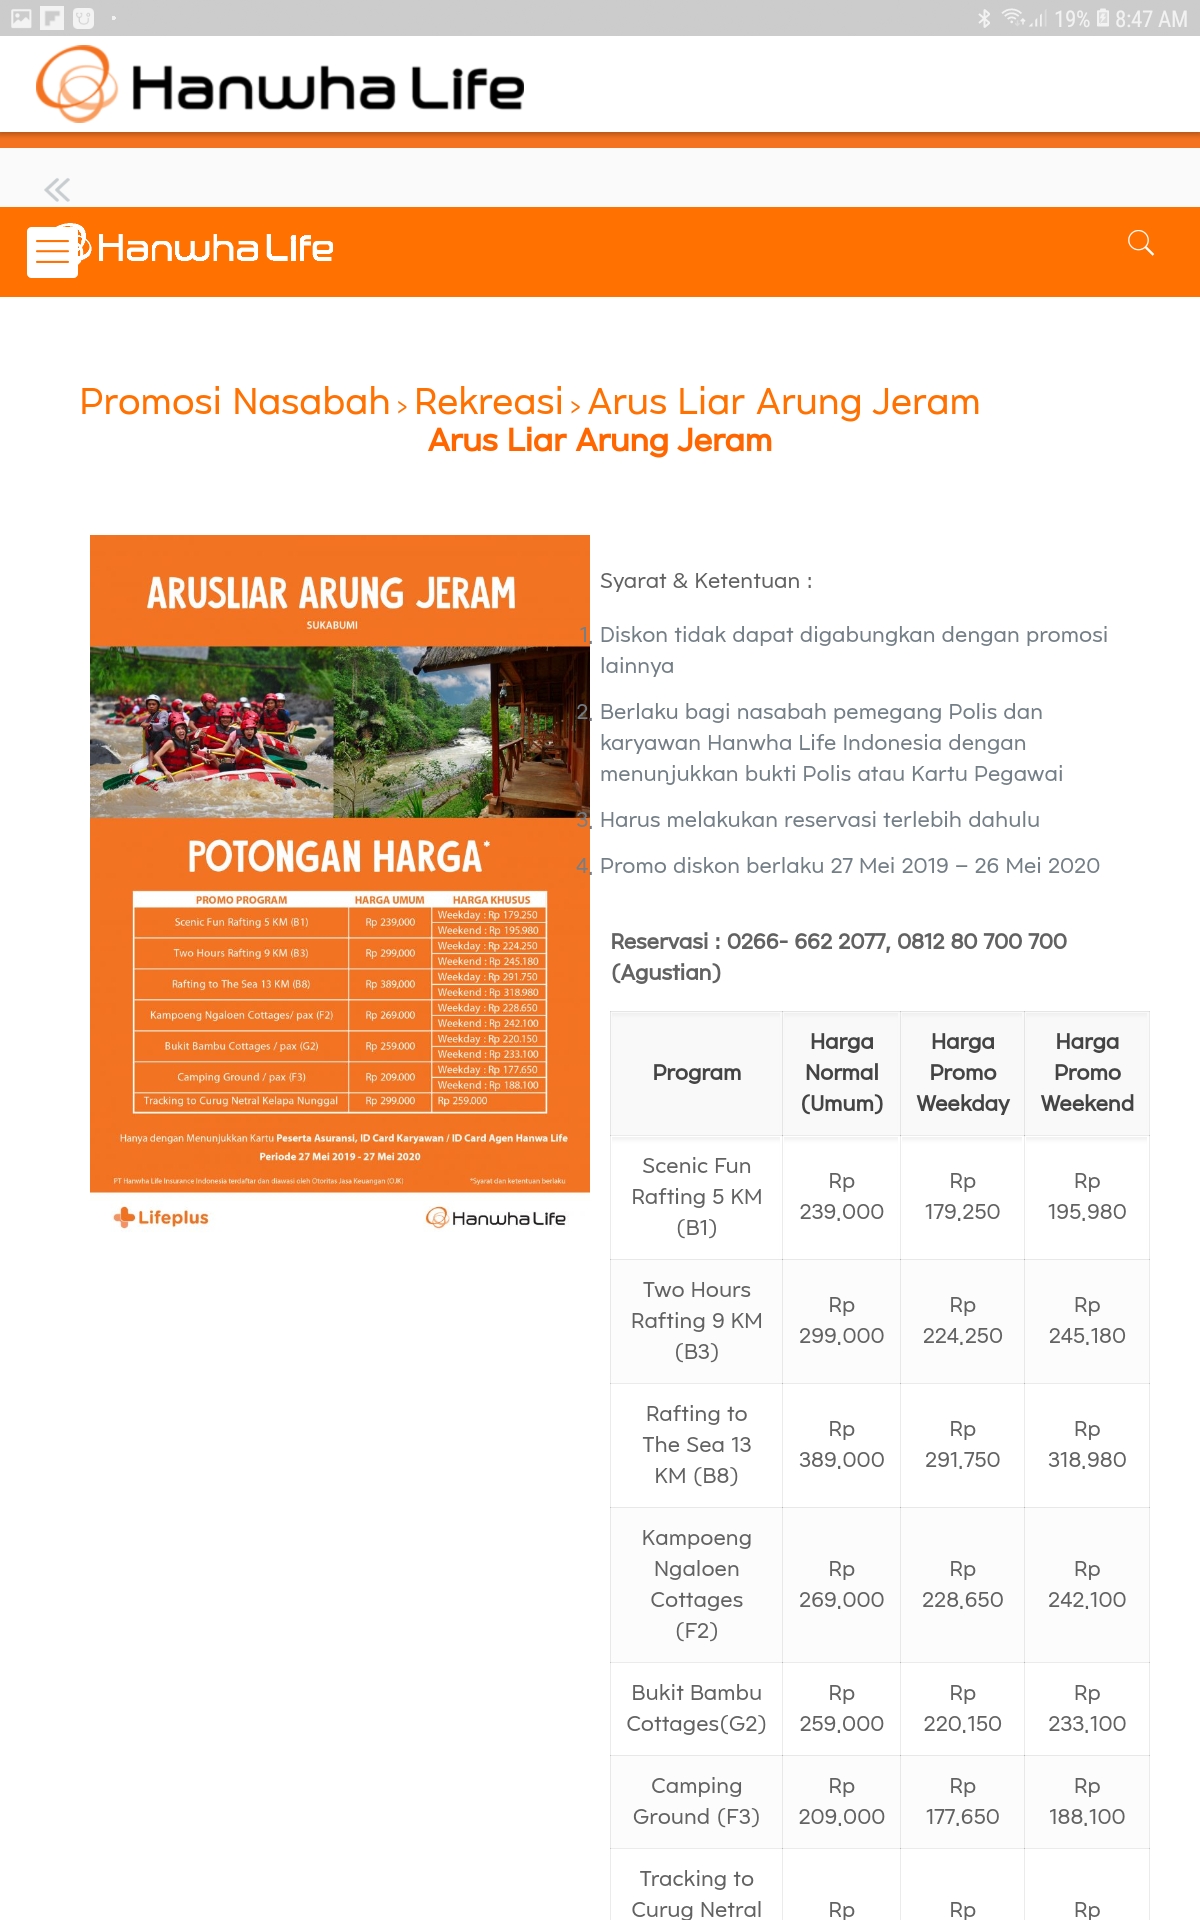 19% 8:47 AM
Hanwha Life
Hanwha Life
Promosi Nasabah > Rekreasi > Arus Liar Arung Jeram
Arus Liar Arung Jeram
ARUSLIAR ARUNG JERAM
SUKABUMI
POTONGAN HARGA*
PROMO PROGRAM HARGA UMUM HARGA KHUSUS
Scenic Fun Rafting 5 KM (B1) Rp 239,000 Weekday : Rp 179.250
Weekend : Rp 195.980
Two Hours Rafting 9 KM (B3) Rp 299,000 Weekday : Rp 224.250
Weekend : Rp 245.180
Rafting to The Sea 13 KM (B8) Rp 389,000 Weekday : Rp 291.750
Weekend : Rp 318.980
Kampoeng Ngaloen Cottages/ pax (F2) Rp 269.000 Weekday : Rp 228.650
Weekend : Rp 242.100
Bukit Bambu Cottages / pax (G2) Rp 259.000 Weekday : Rp 220.150
Weekend : Rp 233.100
Camping Ground / pax (F3) Rp 209.000 Weekday : Rp 177.650
Weekend : Rp 188.100
Tracking to Curug Netral Kelapa Nunggal Rp 299.000 Rp 259.000
Hanya dengan Menunjukkan Kartu Peserta Asuransi, ID Card Karyawan / ID Card Agen Hanwa Life
Periode 27 Mei 2019 - 27 Mei 2020
PT Hanwha Life Insurance Indonesia terdaftar dan diawasi oleh Otoritas Jasa Keuangan (OJK) *Syarat dan ketentuan berlaku
Lifeplus Hanwha Life
Syarat & Ketentuan :
1. Diskon tidak dapat digabungkan dengan promosi
lainnya
2. Berlaku bagi nasabah pemegang Polis dan
karyawan Hanwha Life Indonesia dengan
menunjukkan bukti Polis atau Kartu Pegawai
3. Harus melakukan reservasi terlebih dahulu
4. Promo diskon berlaku 27 Mei 2019 – 26 Mei 2020
Reservasi : 0266- 662 2077, 0812 80 700 700
(Agustian)
Program Harga Normal (Umum) Harga Promo Weekday Harga Promo Weekend
Scenic Fun Rafting 5 KM (B1) Rp 239,000 Rp 179,250 Rp 195,980
Two Hours Rafting 9 KM (B3) Rp 299,000 Rp 224,250 Rp 245,180
Rafting to The Sea 13 KM (B8) Rp 389,000 Rp 291,750 Rp 318,980
Kampoeng Ngaloen Cottages (F2) Rp 269,000 Rp 228,650 Rp 242,100
Bukit Bambu Cottages(G2) Rp 259,000 Rp 220,150 Rp 233,100
Camping Ground (F3) Rp 209,000 Rp 177,650 Rp 188,100
Tracking to
Curug Netral Rp Rp Rp